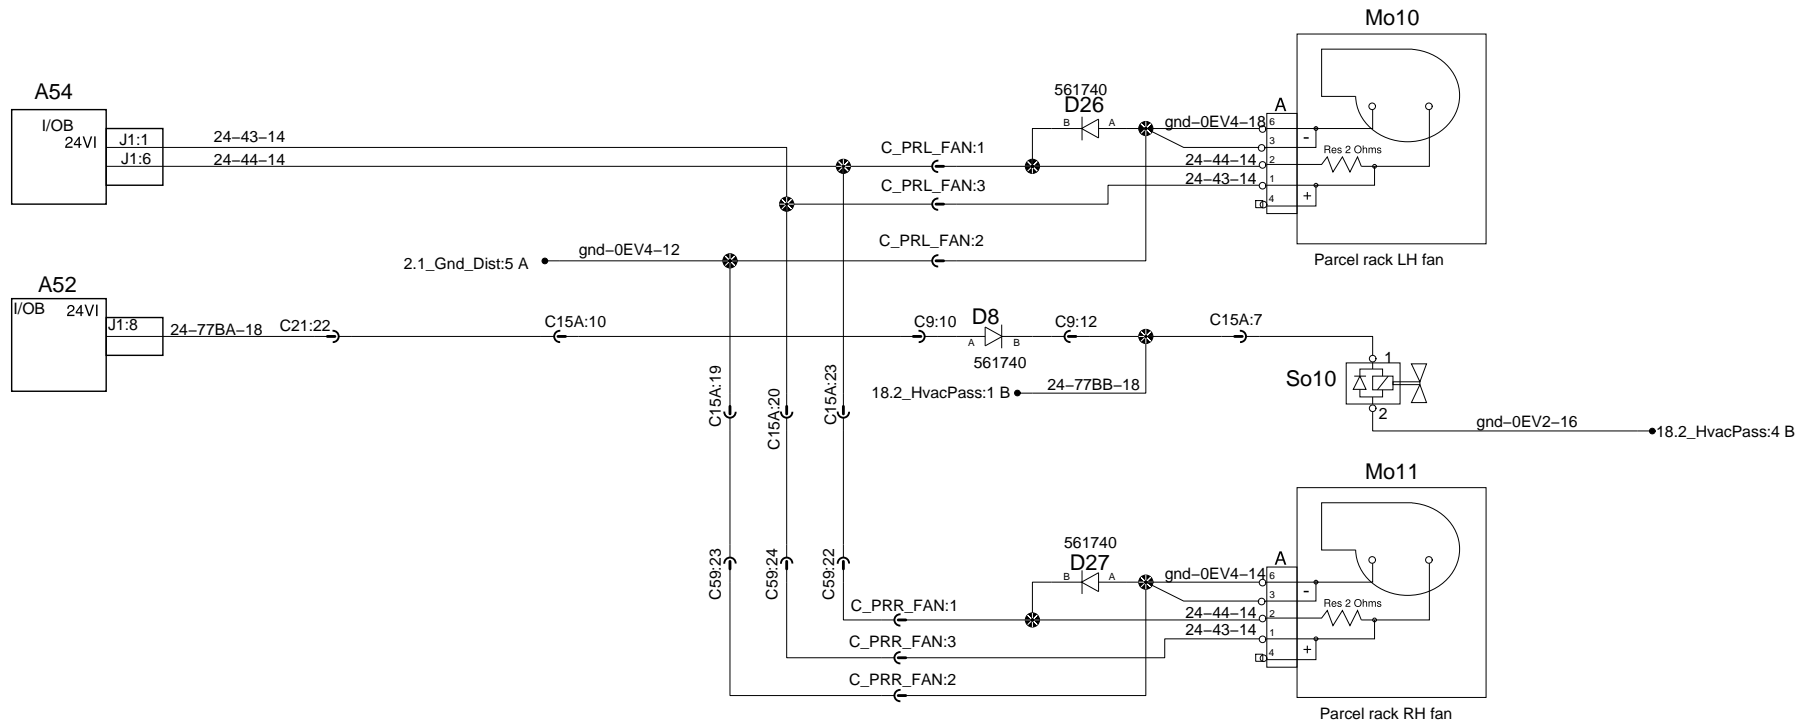 Mo10
A54
I/OB
24VI
J1:1
J1:6
24–43–14
24–44–14
C_PRL_FAN:1
C_PRL_FAN:3
C_PRL_FAN:2
561740
D26
B
A
gnd–0EV4–18
24–44–14
24–43–14
A
6
3
2
1
4
-
+
Res 2 Ohms
Parcel rack LH fan
2.1_Gnd_Dist:5 A
gnd–0EV4–12
A52
I/OB
24VI
J1:8
24–77BA–18
C21:22
C15A:10
C9:10
D8
A
B
561740
C9:12
C15A:7
18.2_HvacPass:1 B
24–77BB–18
So10
1
2
gnd–0EV2–16
18.2_HvacPass:4 B
C15A:19
C15A:20
C15A:23
C59:23
C59:24
C59:22
Mo11
561740
D27
B
A
gnd–0EV4–14
24–44–14
24–43–14
A
6
3
2
1
4
-
+
Res 2 Ohms
C_PRR_FAN:1
C_PRR_FAN:3
C_PRR_FAN:2
Parcel rack RH fan